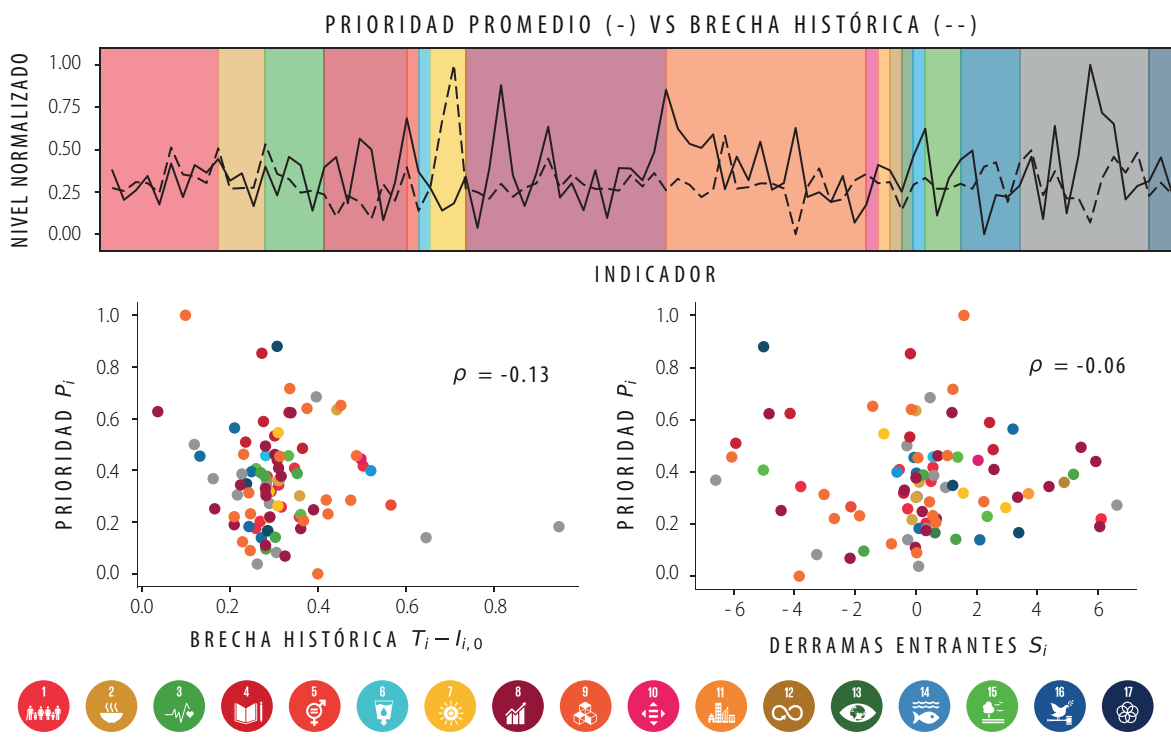 PRIORIDAD PROMEDIO (-) VS BRECHA HISTÓRICA (--)
NIVEL NORMALIZADO
1.00
0.75
0.50
0.25
0.00
INDICADOR
PRIORIDAD Pi
1.0
0.8
0.6
0.4
0.2
0.0
ρ = -0.13
0.0 0.2 0.4 0.6 0.8
BRECHA HISTÓRICA Ti − Ii,0
PRIORIDAD Pi
1.0
0.8
0.6
0.4
0.2
0.0
ρ = -0.06
-6 -4 -2 0 2 4 6
DERRAMAS ENTRANTES Si
1 2 3 4 5 6 7 8 9 10 11 12 13 14 15 16 17